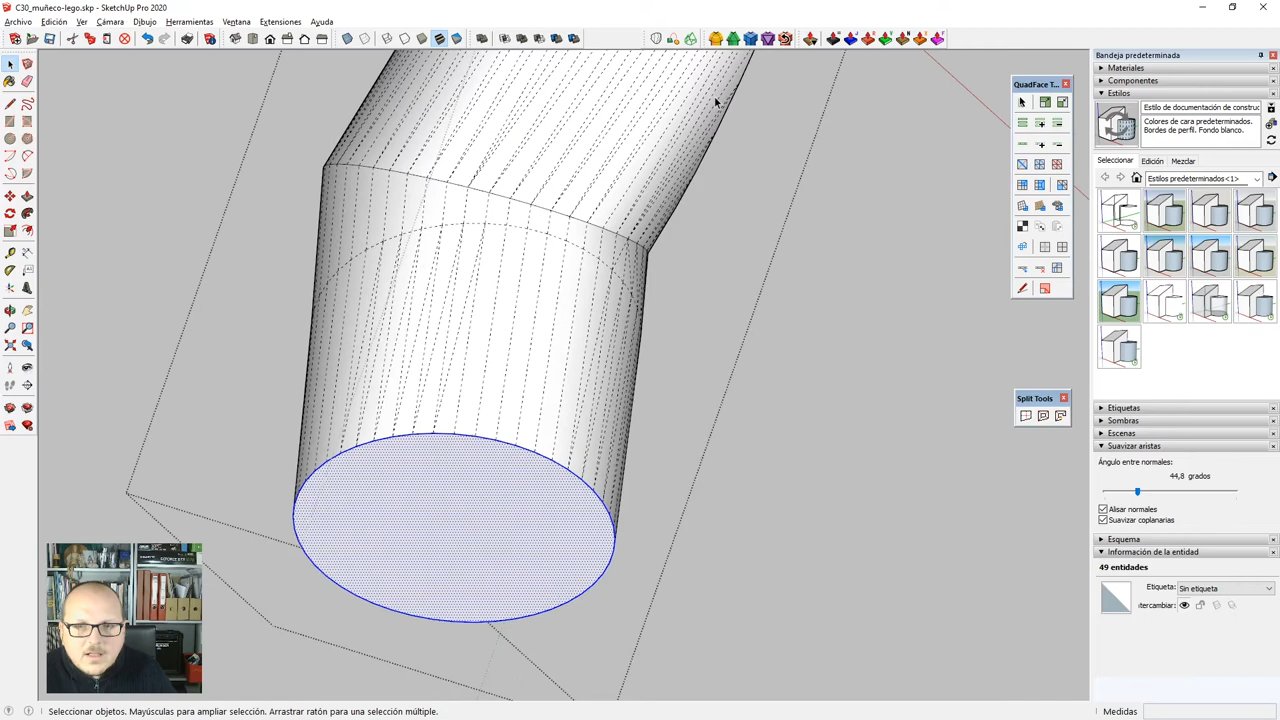 C30_muñeco-lego.skp - SketchUp Pro 2020
Archivo Edición Ver Cámara Dibujo Herramientas Ventana Extensiones Ayuda
Bandeja predeterminada
Materiales
Componentes
Estilos
Estilo de documentación de construc
Colores de cara predeterminados.
Bordes de perfil. Fondo blanco.
Seleccionar Edición Mezclar
Estilos predeterminados<1>
QuadFace T...
Split Tools
Etiquetas
Sombras
Escenas
Suavizar aristas
Ángulo entre normales:
44,8 grados
Alisar normales
Suavizar coplanarias
Esquema
Información de la entidad
49 entidades
Etiqueta: Sin etiqueta
ntercambiar:
Seleccionar objetos. Mayúsculas para ampliar selección. Arrastrar ratón para una selección múltiple.
Medidas